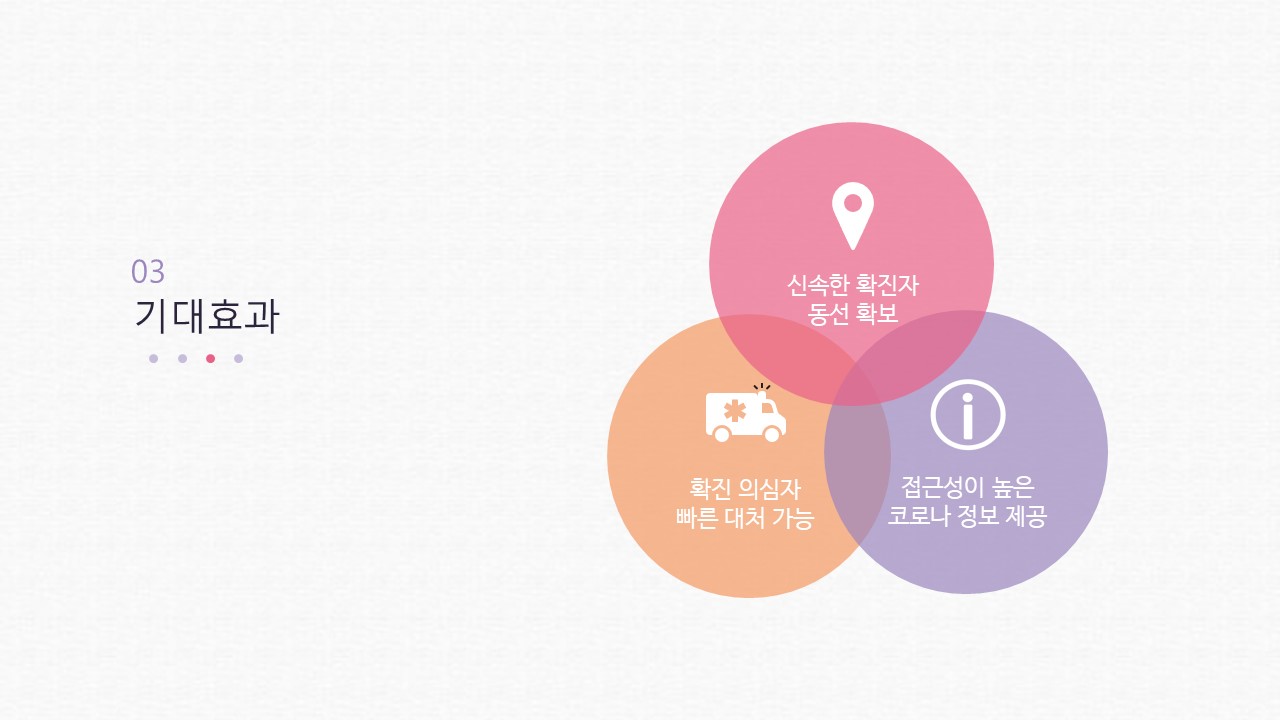 03
기대효과
신속한 확진자
동선 확보
확진 의심자
빠른 대처 가능
접근성이 높은
코로나 정보 제공